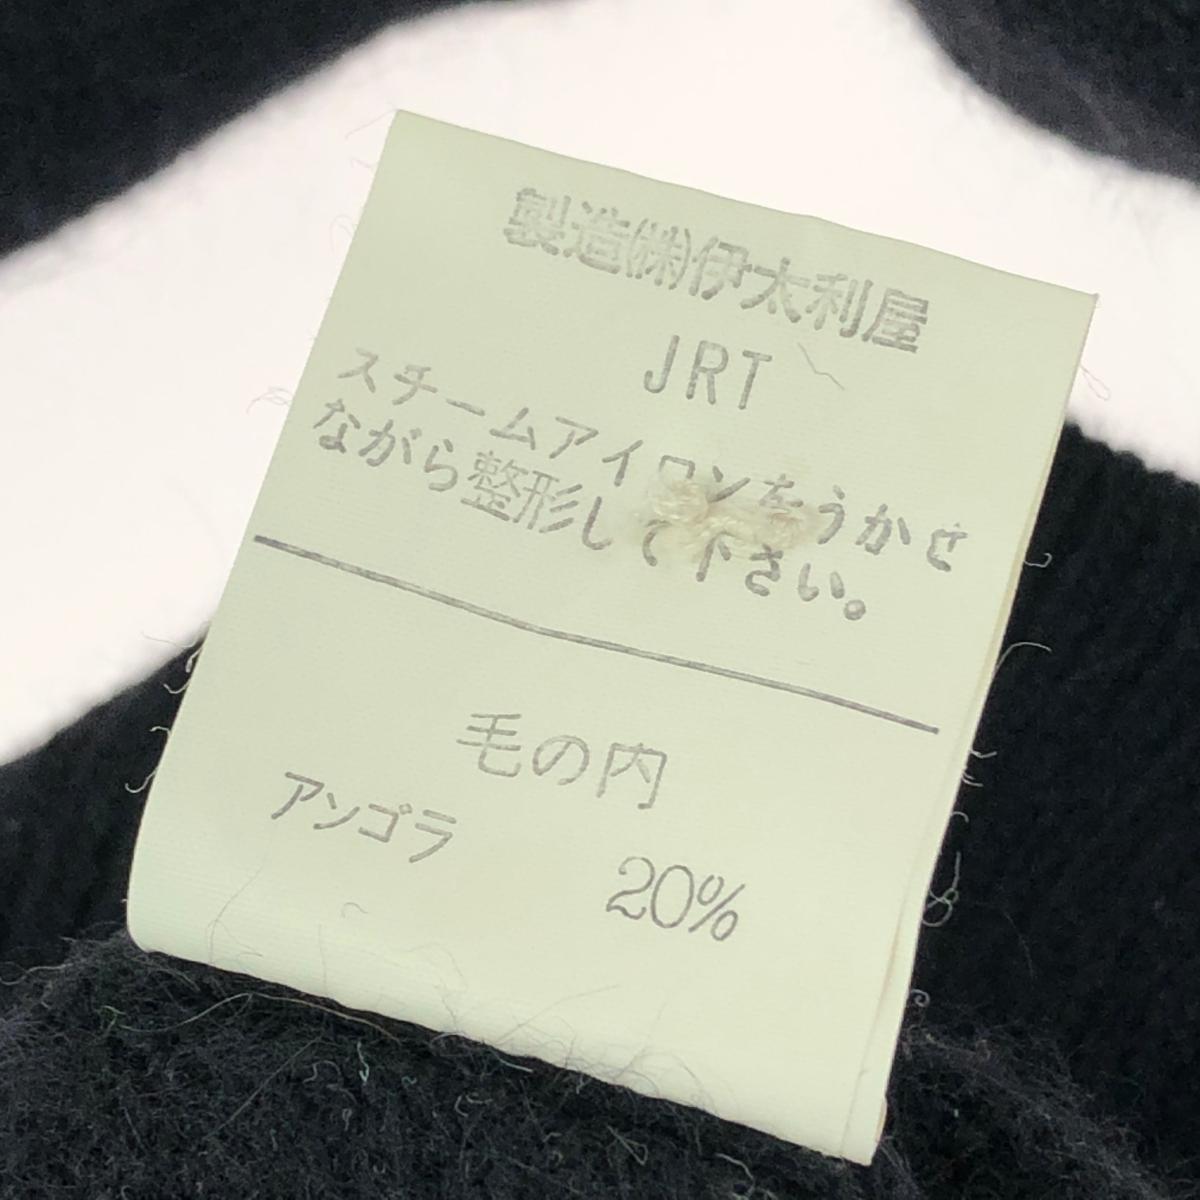 製造㈱伊太利屋
JRT
スチームアイロンをうかせ
ながら整形して下さい。
毛の内
アンゴラ 20%